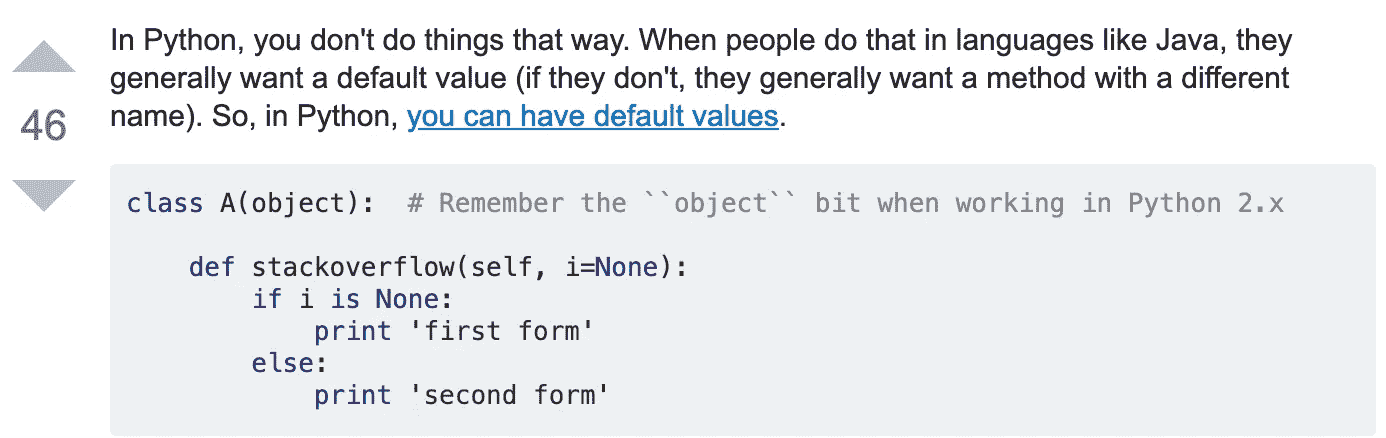 In Python, you don't do things that way. When people do that in languages like Java, they
generally want a default value (if they don't, they generally want a method with a different
46
name). So, in Python, you can have default values.
class A(object):  # Remember the ``object`` bit when working in Python 2.x
    def stackoverflow(self, i=None):
        if i is None:
            print 'first form'
        else:
            print 'second form'